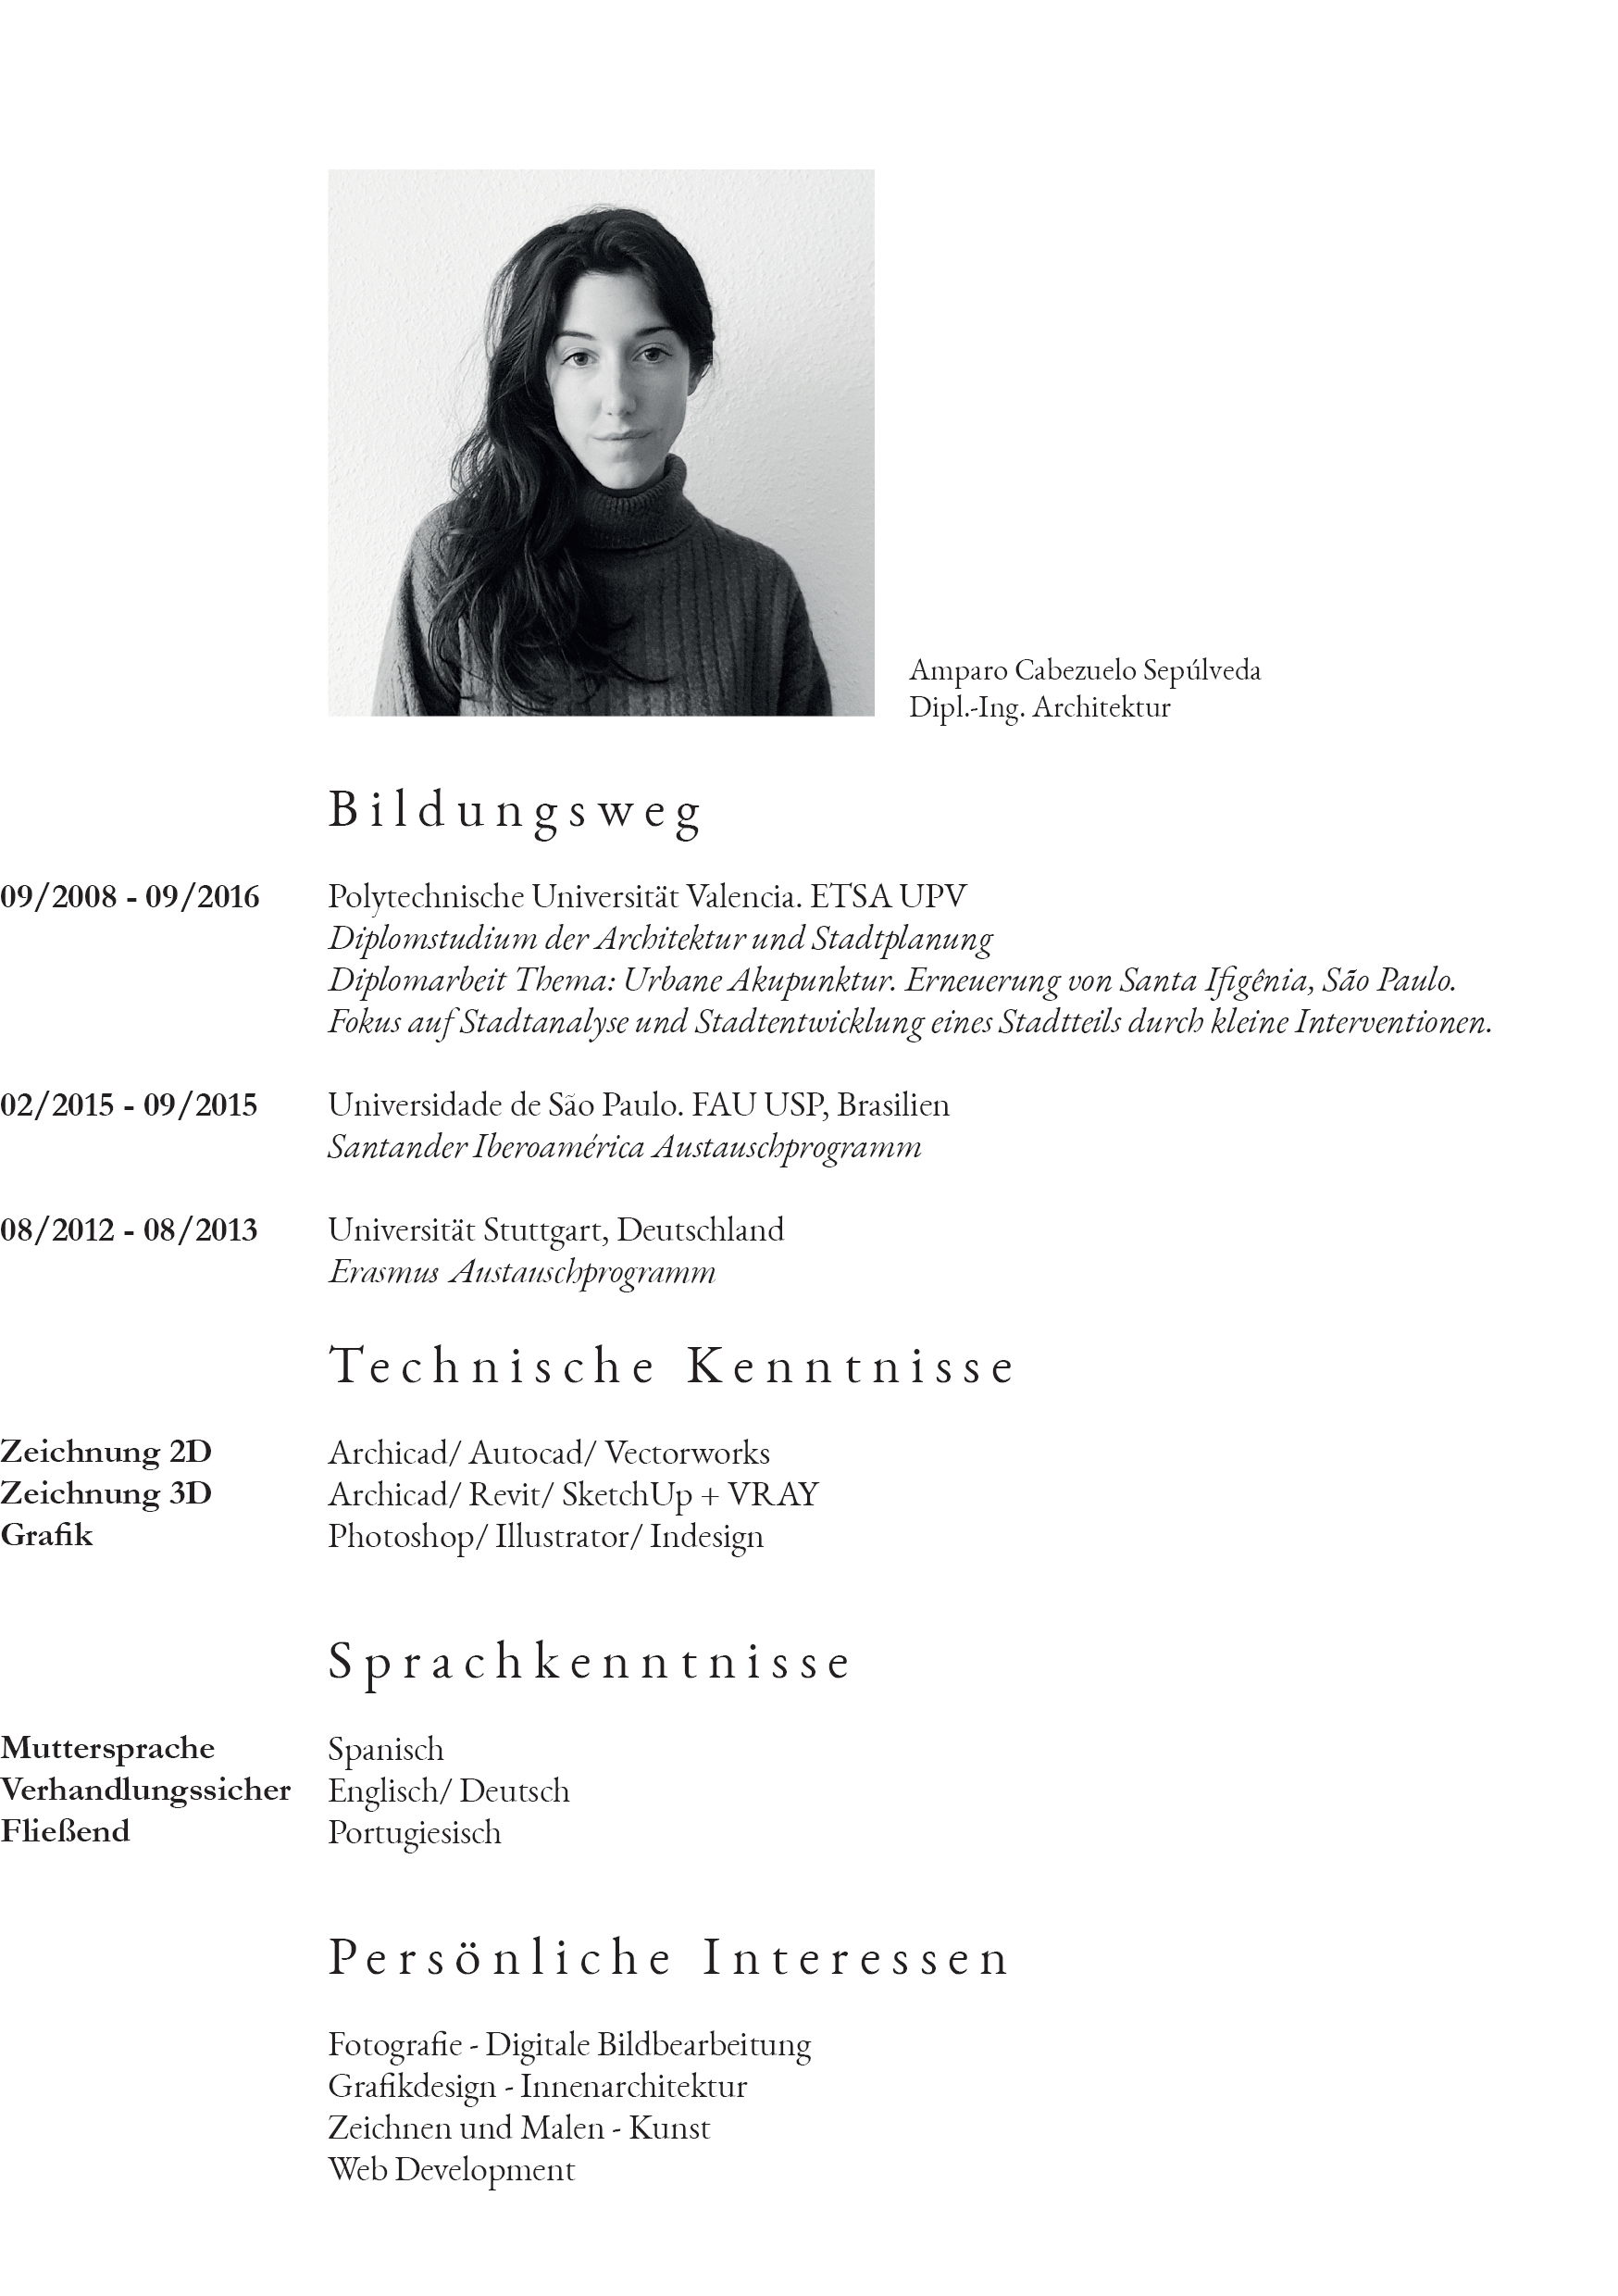 Amparo Cabezuelo Sepúlveda
Dipl.-Ing. Architektur
Bildungsweg
09/2008 - 09/2016 Polytechnische Universität Valencia. ETSA UPV
Diplomstudium der Architektur und Stadtplanung
Diplomarbeit Thema: Urbane Akupunktur. Erneuerung von Santa Ifigênia, São Paulo.
Fokus auf Stadtanalyse und Stadtentwicklung eines Stadtteils durch kleine Interventionen.
02/2015 - 09/2015 Universidade de São Paulo. FAU USP, Brasilien
Santander Iberoamérica Austauschprogramm
08/2012 - 08/2013 Universität Stuttgart, Deutschland
Erasmus Austauschprogramm
Technische Kenntnisse
Zeichnung 2D Archicad/ Autocad/ Vectorworks
Zeichnung 3D Archicad/ Revit/ SketchUp + VRAY
Grafik Photoshop/ Illustrator/ Indesign
Sprachkenntnisse
Muttersprache Spanisch
Verhandlungssicher Englisch/ Deutsch
Fließend Portugiesisch
Persönliche Interessen
Fotografie - Digitale Bildbearbeitung
Grafikdesign - Innenarchitektur
Zeichnen und Malen - Kunst
Web Development